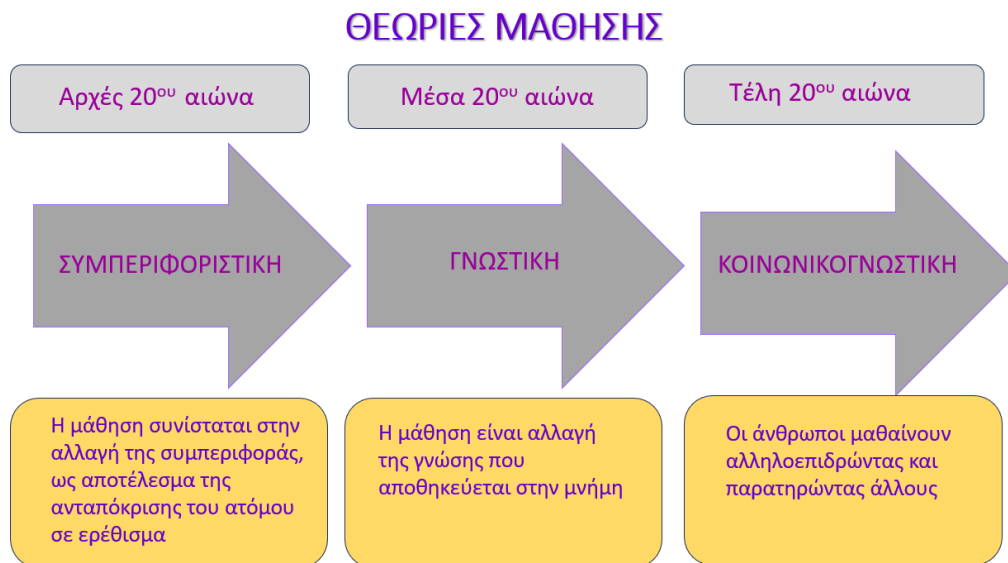 ΘΕΩΡΙΕΣ ΜΑΘΗΣΗΣ
Αρχές 20ου αιώνα
Μέσα 20ου αιώνα
Τέλη 20ου αιώνα
ΣΥΜΠΕΡΙΦΟΡΙΣΤΙΚΗ
ΓΝΩΣΤΙΚΗ
ΚΟΙΝΩΝΙΚΟΓΝΩΣΤΙΚΗ
Η μάθηση συνίσταται στην
αλλαγή της συμπεριφοράς,
ως αποτέλεσμα της
ανταπόκρισης του ατόμου
σε ερέθισμα
Η μάθηση είναι αλλαγή
της γνώσης που
αποθηκεύεται στην μνήμη
Οι άνθρωποι μαθαίνουν
αλληλοεπιδρώντας και
παρατηρώντας άλλους